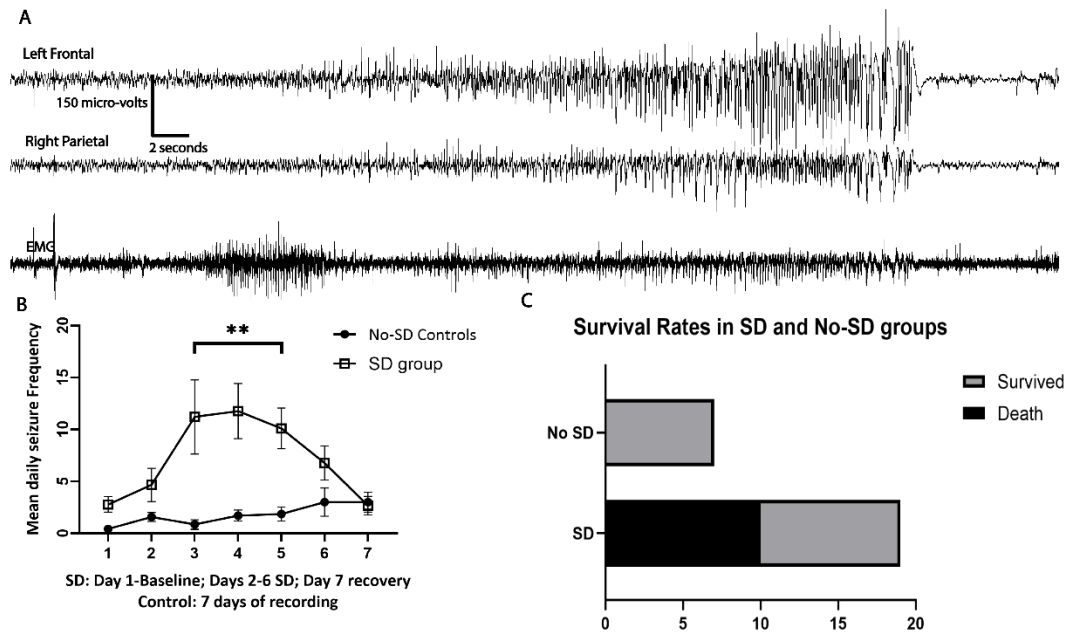 A
Left Frontal
150 micro-volts
2 seconds
Right Parietal
EMG
B
Mean daily seizure Frequency
20
15
10
5
0
**
No-SD Controls
SD group
1 2 3 4 5 6 7
SD: Day 1-Baseline; Days 2-6 SD; Day 7 recovery
Control: 7 days of recording
C
Survival Rates in SD and No-SD groups
Survived
Death
No SD
SD
0 5 10 15 20